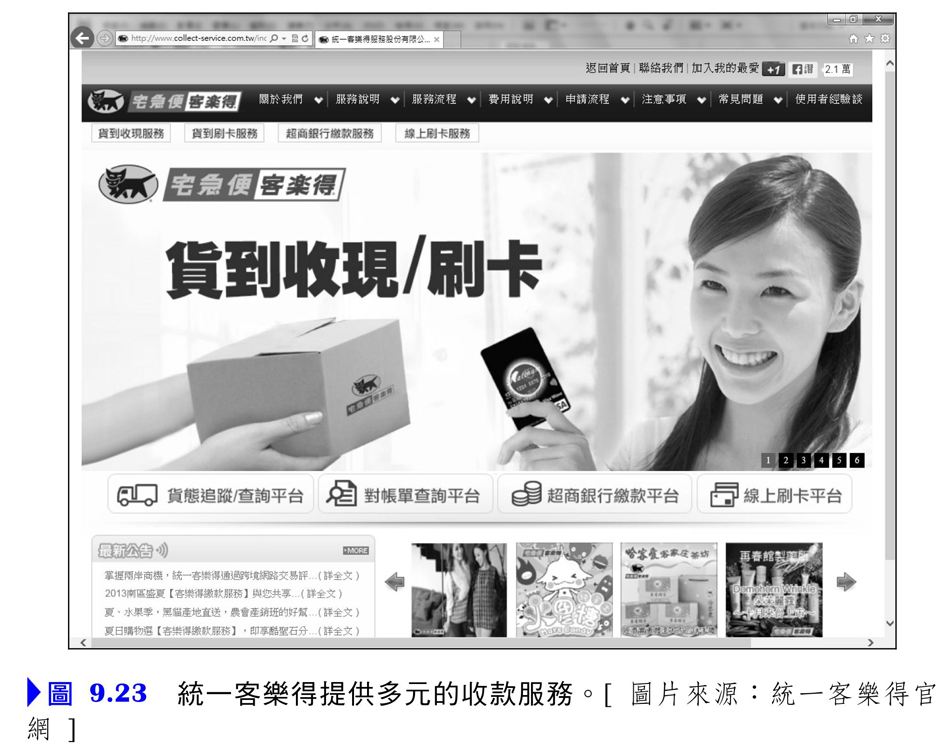 http://www.collect-service.com.tw/inc
統一客樂得服務股份有限公...
返回首頁 | 聯絡我們 | 加入我的最愛 +1 讚 2.1 萬
宅急便 客楽得 關於我們 服務說明 服務流程 費用說明 申請流程 注意事項 常見問題 使用者經驗談
貨到收現服務 貨到刷卡服務 超商銀行繳款服務 線上刷卡服務
宅急便 客楽得
貨到收現/刷卡
宅急便客楽得
1 2 3 4 5 6
貨態追蹤/查詢平台 對帳單查詢平台 超商銀行繳款平台 線上刷卡平台
最新公告 MORE
掌握兩岸商機,統一客樂得通過跨境網路交易評...(詳全文)
2013南區盛夏【客樂得繳款服務】與您共享...(詳全文)
夏、水果季,黑貓產地直送,農會產銷班的好幫...(詳全文)
夏日購物選【客樂得繳款服務】,即享酷聖石分...(詳全文)
再春館製薬所
圖 9.23 統一客樂得提供多元的收款服務。[ 圖片來源:統一客樂得官
網 ]